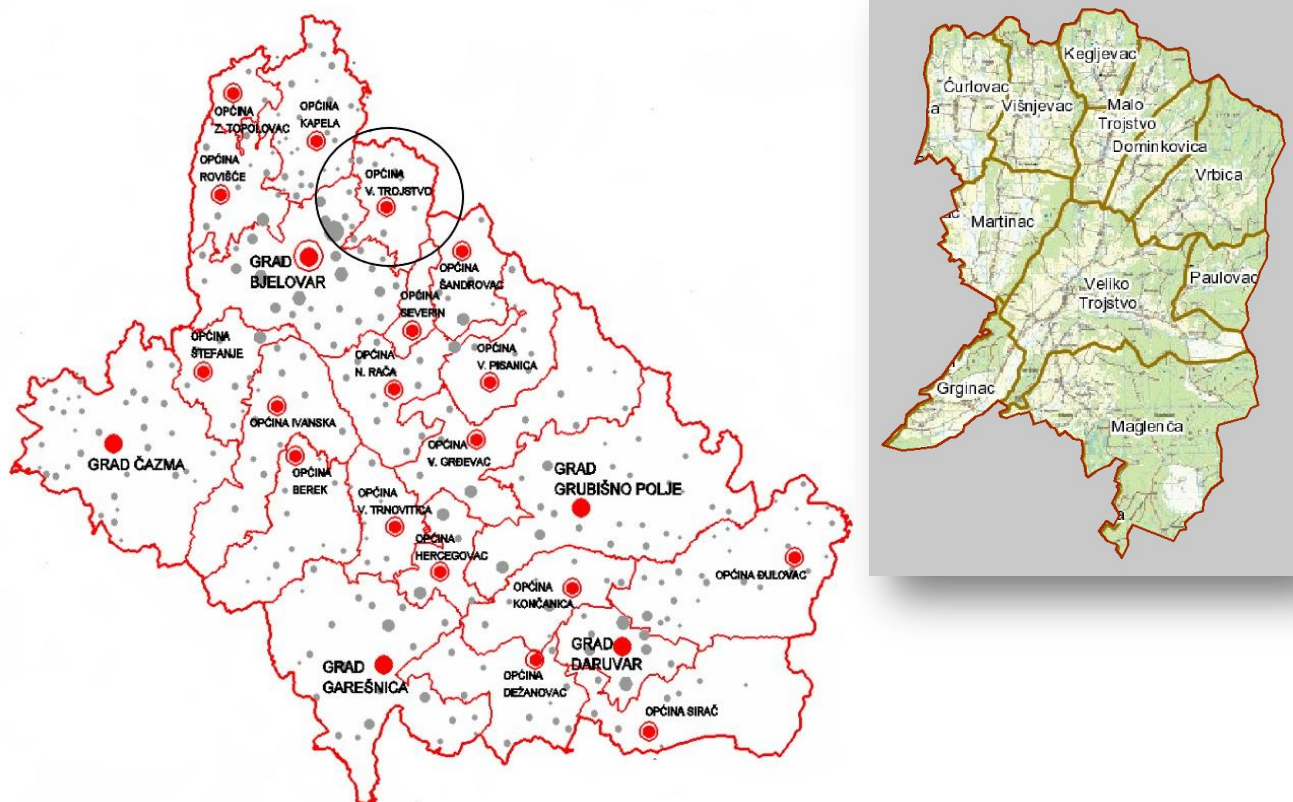 OPĆINA
Z. TOPOLOVAC
OPĆINA
KAPELA
OPĆINA
ROVIŠĆE
OPĆINA
V. TROJSTVO
GRAD
BJELOVAR
OPĆINA
ŠANDROVAC
OPĆINA
SEVERIN
OPĆINA
ŠTEFANJE
OPĆINA
N. RAČA
OPĆINA
V. PISANICA
OPĆINA IVANSKA
GRAD ČAZMA
OPĆINA
BEREK
OPĆINA
V. GRĐEVAC
GRAD
GRUBIŠNO POLJE
OPĆINA
V. TRNOVITICA
OPĆINA
HERCEGOVAC
OPĆINA ĐULOVAC
OPĆINA
KONČANICA
GRAD
DARUVAR
GRAD
GAREŠNICA
OPĆINA
DEŽANOVAC
OPĆINA SIRAČ
Kegljevac
Ćurlovac
Višnjevac
Malo
Trojstvo
Dominkovica
Vrbica
Martinac
Veliko
Trojstvo
Paulovac
Grginac
Maglenča